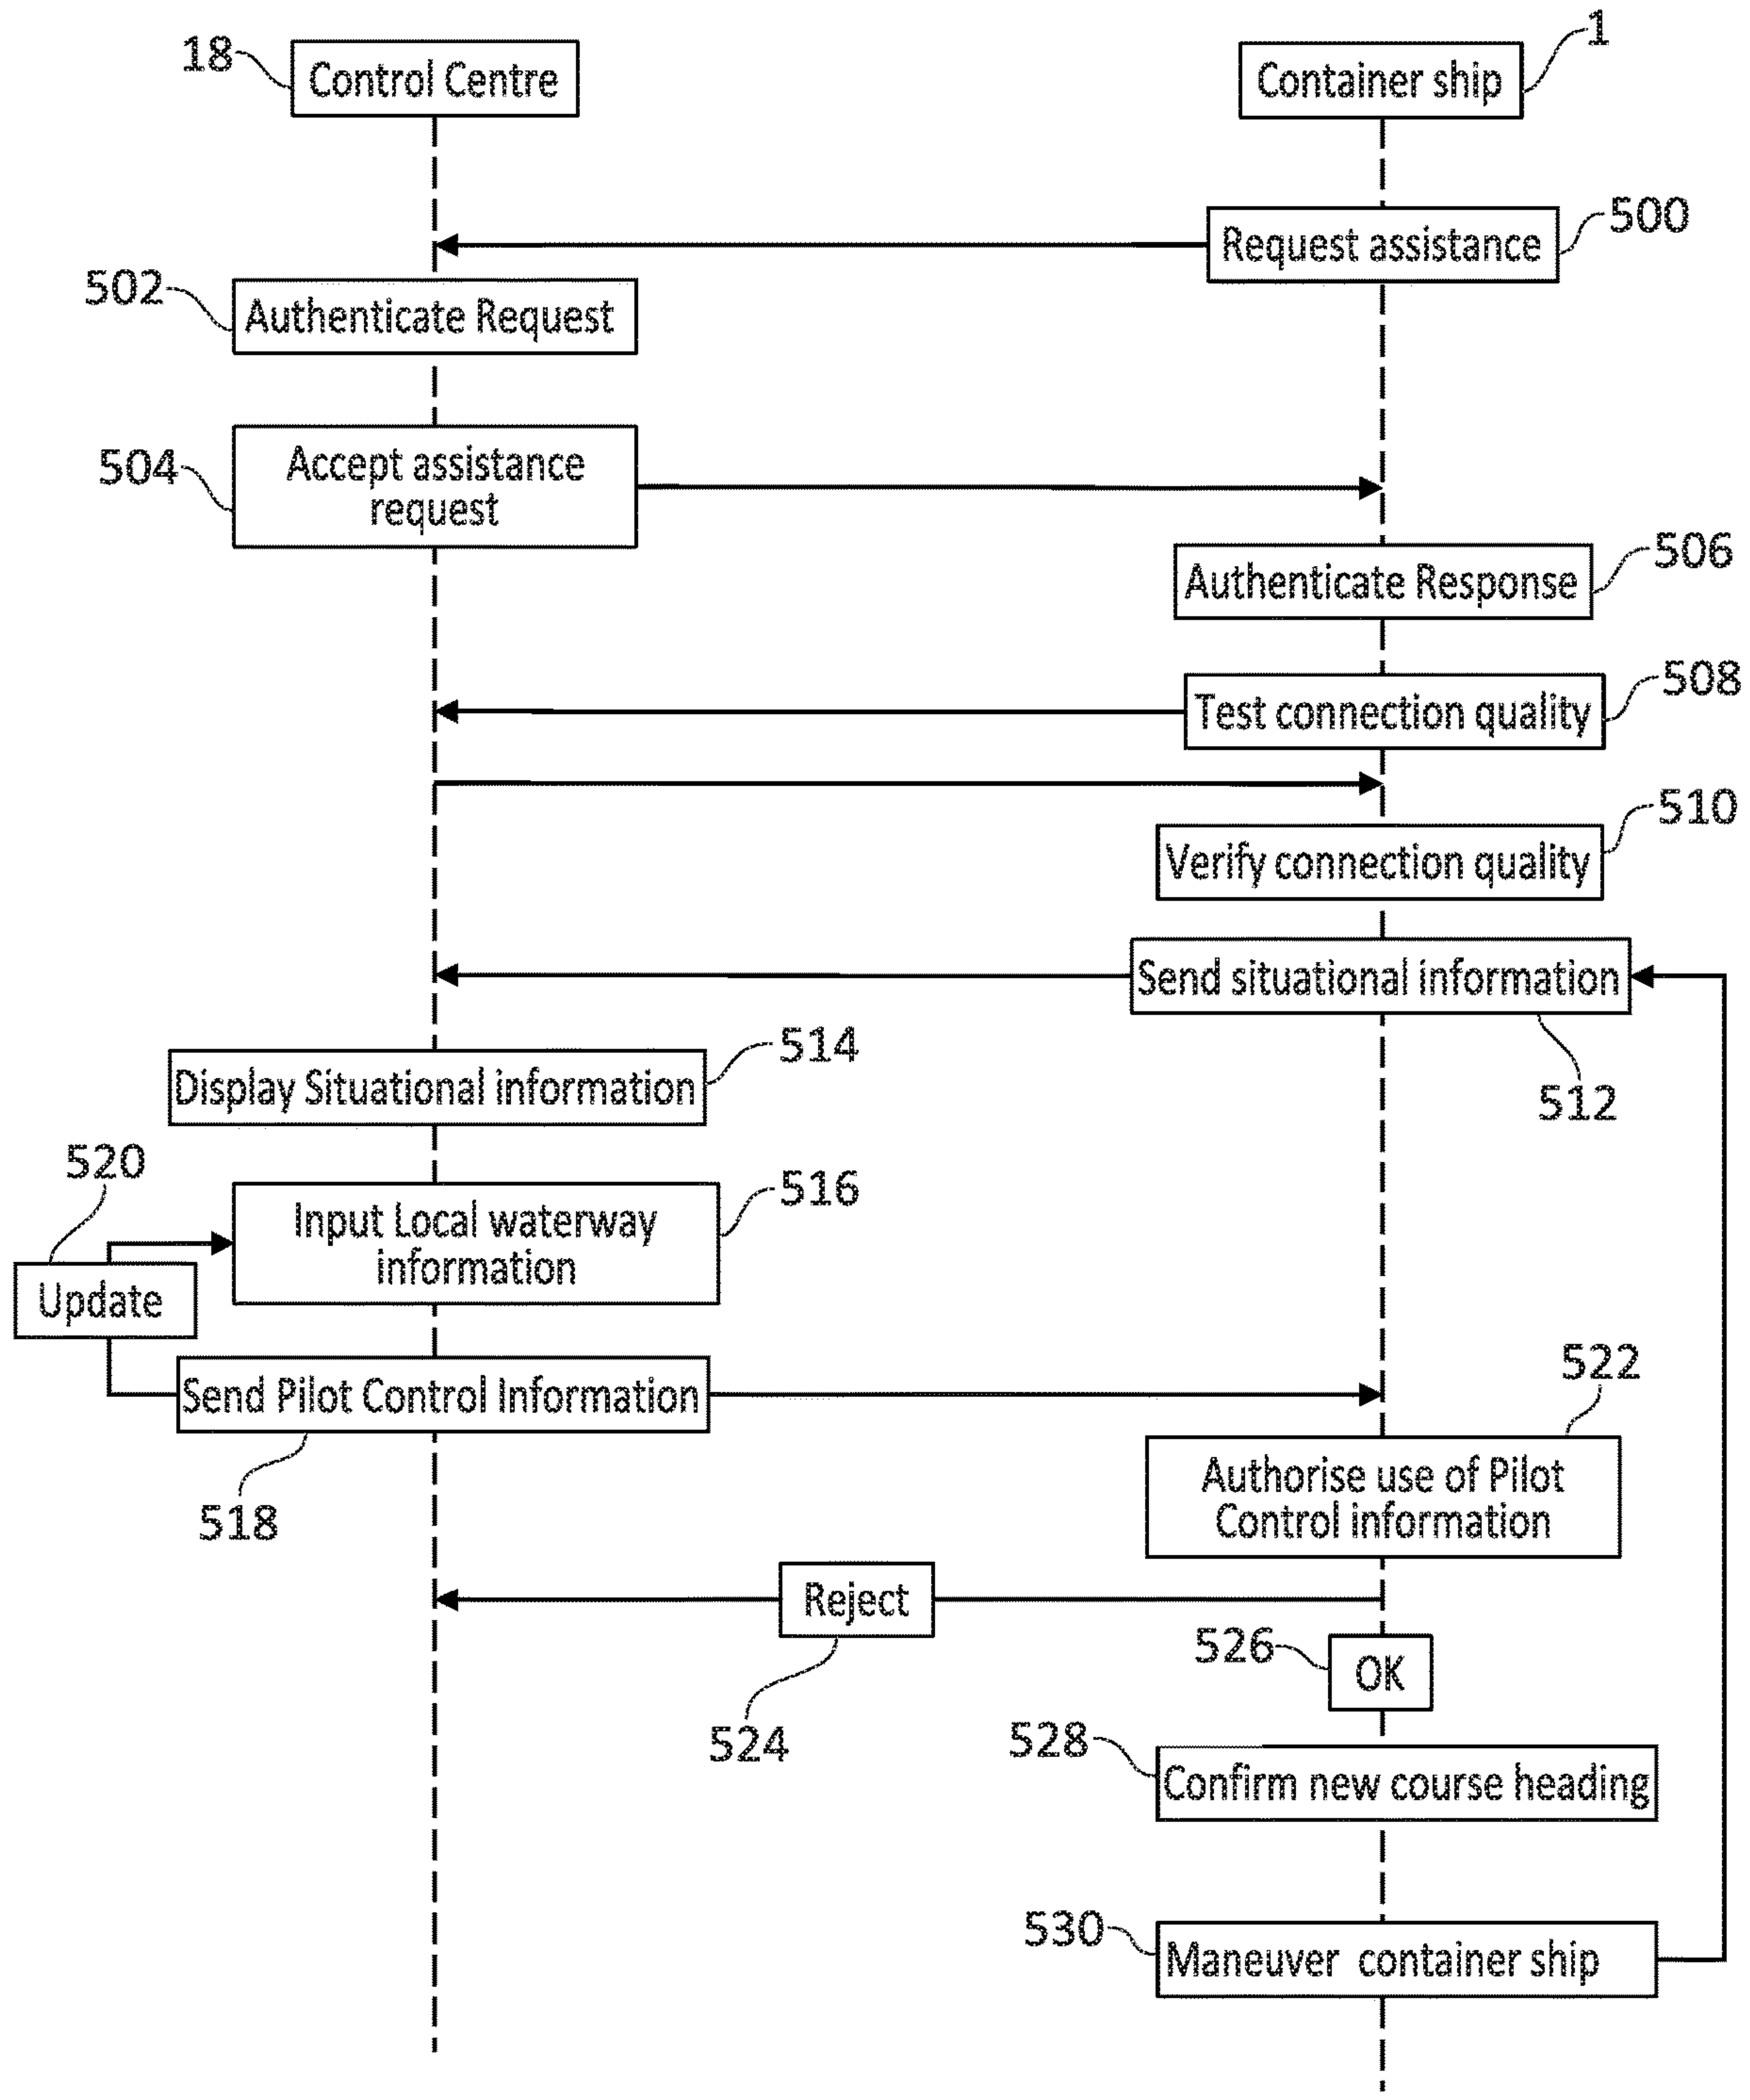 18
Control Centre
1
Container ship
500
Request assistance
502
Authenticate Request
504
Accept assistance
request
506
Authenticate Response
508
Test connection quality
510
Verify connection quality
Send situational information
512
514
Display Situational information
520
Update
516
Input Local waterway
information
Send Pilot Control Information
518
522
Authorise use of Pilot
Control information
Reject
524
526
OK
528
Confirm new course heading
530
Maneuver container ship